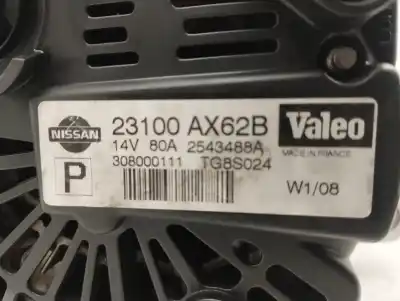 NISSAN
23100 AX62B
14V 80A 2543488A
308000111 TG8S024
P
Valeo
MADE IN FRANCE
W1/08